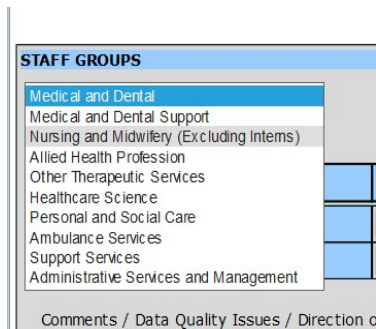 STAFF GROUPS
Medical and Dental
Medical and Dental Support
Nursing and Midwifery (Excluding Interns)
Allied Health Profession
Other Therapeutic Services
Healthcare Science
Personal and Social Care
Ambulance Services
Support Services
Administrative Services and Management
Comments / Data Quality Issues / Direction o